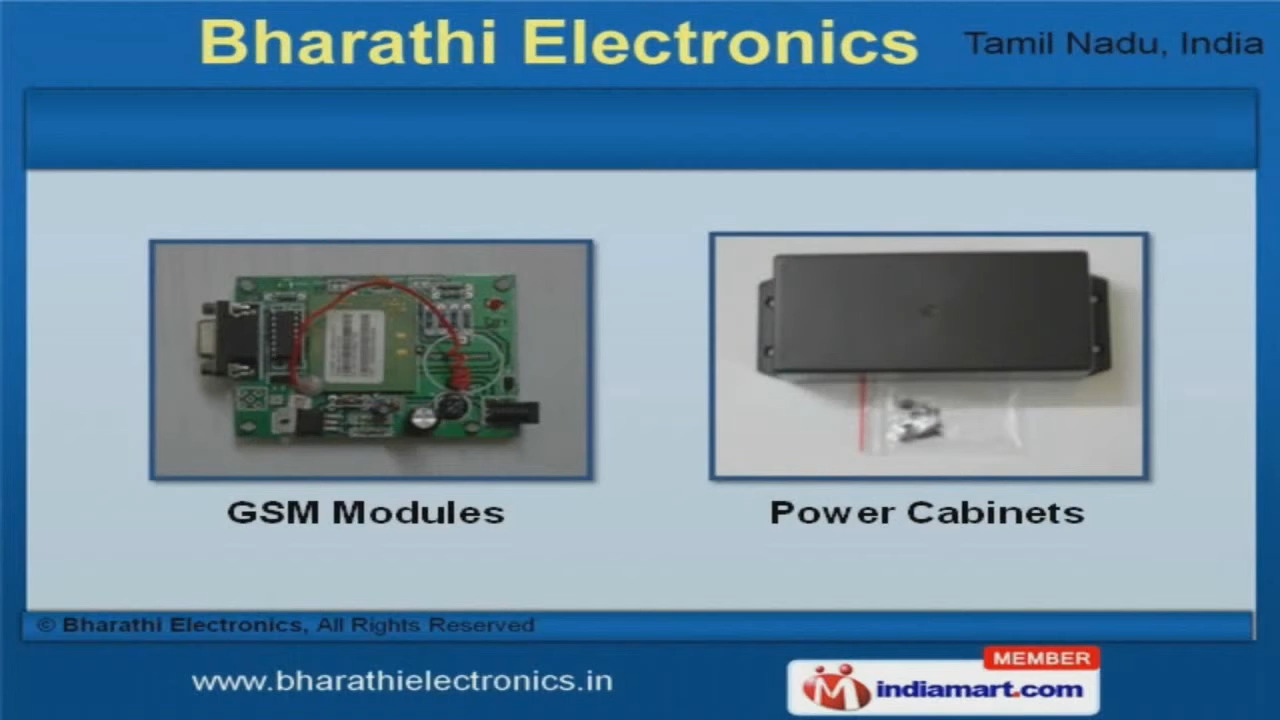 Bharathi Electronics
Tamil Nadu, India
GSM Modules
Power Cabinets
© Bharathi Electronics, All Rights Reserved
www.bharathielectronics.in
MEMBER
indiamart.com